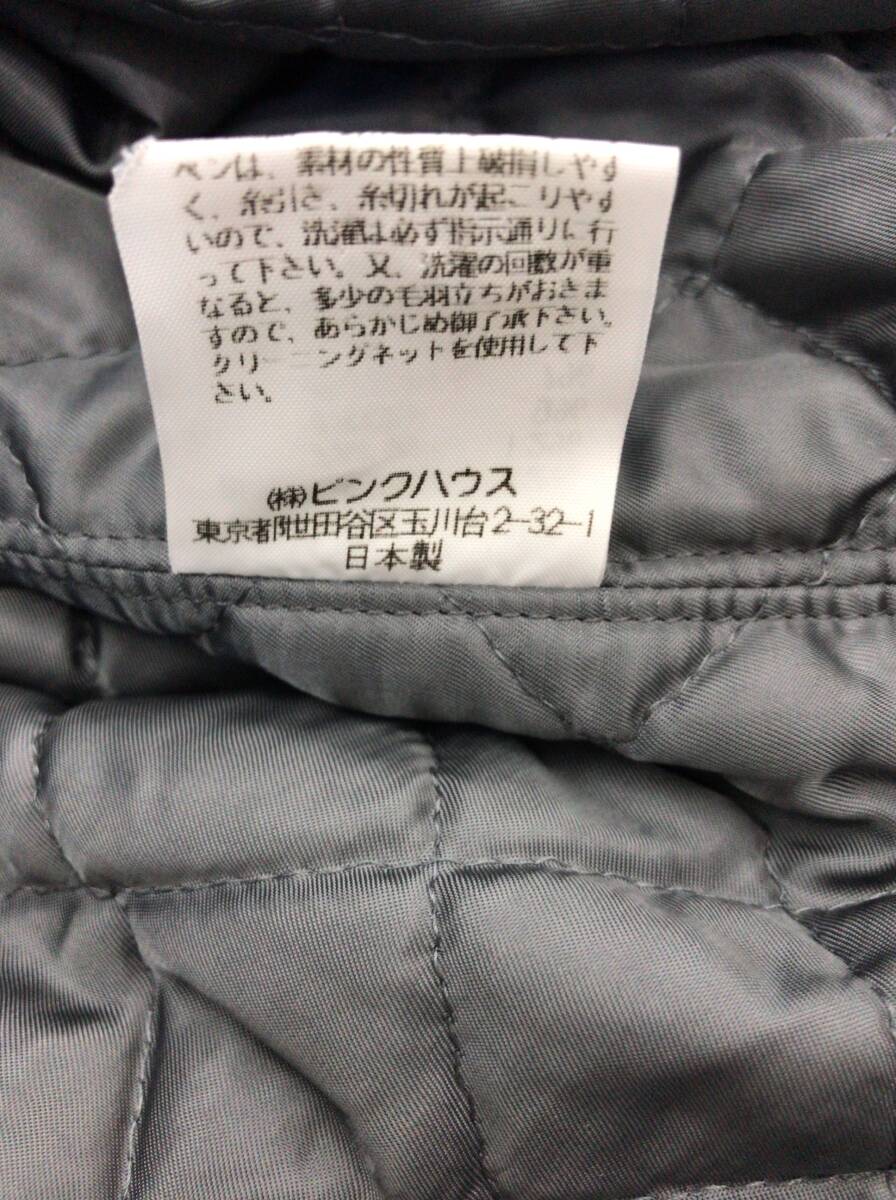 ペンは、素材の性質上破損しやす
く、糸引き、糸切れが起こりやす
いので、洗濯は必ず指示通りに行
って下さい。又、洗濯の回数が重
なると、多少の毛羽立ちがおきま
すので、あらかじめ御了承下さい。
クリーニングネットを使用して下
さい。
㈱ピンクハウス
東京都世田谷区玉川台2-32-1
日本製